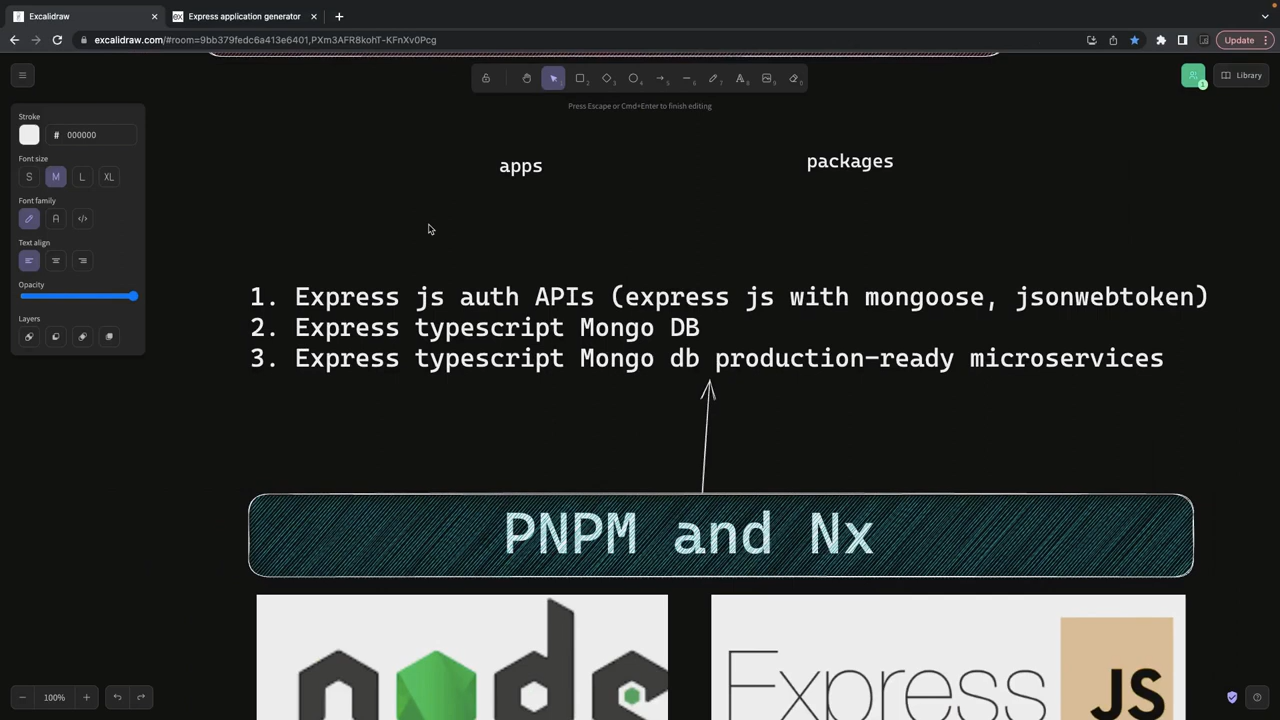 Excalidraw
Express application generator
excalidraw.com/#room=9bb379fedc6a413e6401,PXm3AFR8kohT-KFnXv0Pcg
Update
Library
Press Escape or Cmd+Enter to finish editing
Stroke
# 000000
Font size
S M L XL
Font family
A </>
Text align
Opacity
Layers
apps
packages
1. Express js auth APIs (express js with mongoose, jsonwebtoken)
2. Express typescript Mongo DB
3. Express typescript Mongo db production-ready microservices
PNPM and Nx
node
Express
JS
100%